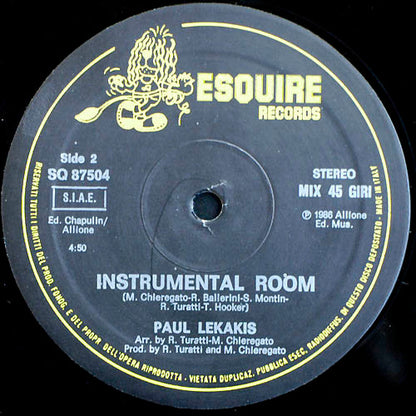 ESQUIRE
RECORDS
Side 2
SQ 87504
S.I.A.E.
Ed. Chapulin/
Allione
4:50
STEREO
MIX 45 GIRI
℗ 1986 Allione
Ed. Mus.
INSTRUMENTAL ROOM
(M. Chieregato-R. Ballerini-S. Montin-
R. Turatti-T. Hooker)
PAUL LEKAKIS
Arr. by R. Turatti-M. Chieregato
Prod. by R. Turatti and M. Chieregato
RISERVATI TUTTI I DIRITTI DEL PROD. FONOG. E DEL PROPR. DELL'OPERA RIPRODOTTA - VIETATA DUPLICAZ. PUBBLICA ESEC. RADIODIFFUS. DI QUESTO DISCO DEPOSITATO - MADE IN ITALY